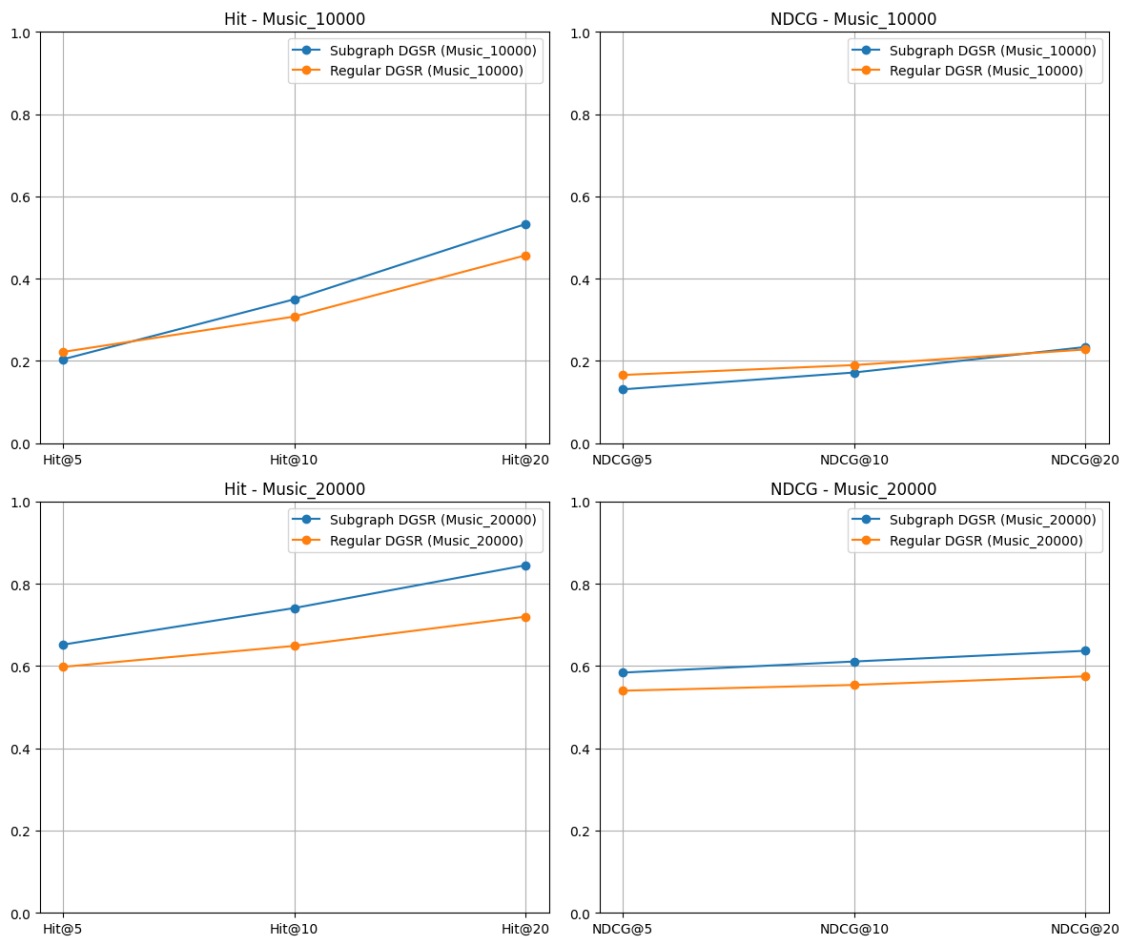 Hit - Music_10000
1.0
0.8
0.6
0.4
0.2
0.0
Subgraph DGSR (Music_10000)
Regular DGSR (Music_10000)
Hit@5
Hit@10
Hit@20
NDCG - Music_10000
1.0
0.8
0.6
0.4
0.2
0.0
Subgraph DGSR (Music_10000)
Regular DGSR (Music_10000)
NDCG@5
NDCG@10
NDCG@20
Hit - Music_20000
1.0
0.8
0.6
0.4
0.2
0.0
Subgraph DGSR (Music_20000)
Regular DGSR (Music_20000)
Hit@5
Hit@10
Hit@20
NDCG - Music_20000
1.0
0.8
0.6
0.4
0.2
0.0
Subgraph DGSR (Music_20000)
Regular DGSR (Music_20000)
NDCG@5
NDCG@10
NDCG@20